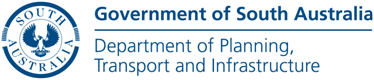 SOUTH
AUSTRALIA
Government of South Australia
Department of Planning,
Transport and Infrastructure